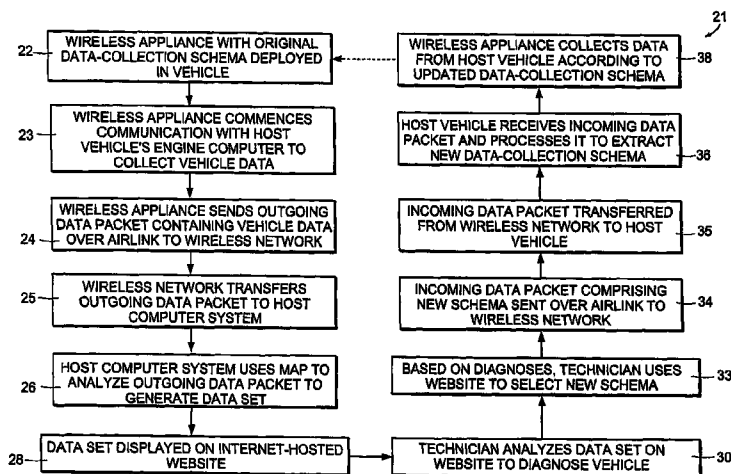 21
22
WIRELESS APPLIANCE WITH ORIGINAL
DATA-COLLECTION SCHEMA DEPLOYED
IN VEHICLE
23
WIRELESS APPLIANCE COMMENCES
COMMUNICATION WITH HOST
VEHICLE'S ENGINE COMPUTER TO
COLLECT VEHICLE DATA
24
WIRELESS APPLIANCE SENDS OUTGOING
DATA PACKET CONTAINING VEHICLE DATA
OVER AIRLINK TO WIRELESS NETWORK
25
WIRELESS NETWORK TRANSFERS
OUTGOING DATA PACKET TO HOST
COMPUTER SYSTEM
26
HOST COMPUTER SYSTEM USES MAP TO
ANALYZE OUTGOING DATA PACKET TO
GENERATE DATA SET
28
DATA SET DISPLAYED ON INTERNET-HOSTED
WEBSITE
TECHNICIAN ANALYZES DATA SET ON
WEBSITE TO DIAGNOSE VEHICLE
30
BASED ON DIAGNOSES, TECHNICIAN USES
WEBSITE TO SELECT NEW SCHEMA
33
INCOMING DATA PACKET COMPRISING
NEW SCHEMA SENT OVER AIRLINK TO
WIRELESS NETWORK
34
INCOMING DATA PACKET TRANSFERRED
FROM WIRELESS NETWORK TO HOST
VEHICLE
35
HOST VEHICLE RECEIVES INCOMING DATA
PACKET AND PROCESSES IT TO EXTRACT
NEW DATA-COLLECTION SCHEMA
36
WIRELESS APPLIANCE COLLECTS DATA
FROM HOST VEHICLE ACCORDING TO
UPDATED DATA-COLLECTION SCHEMA
38